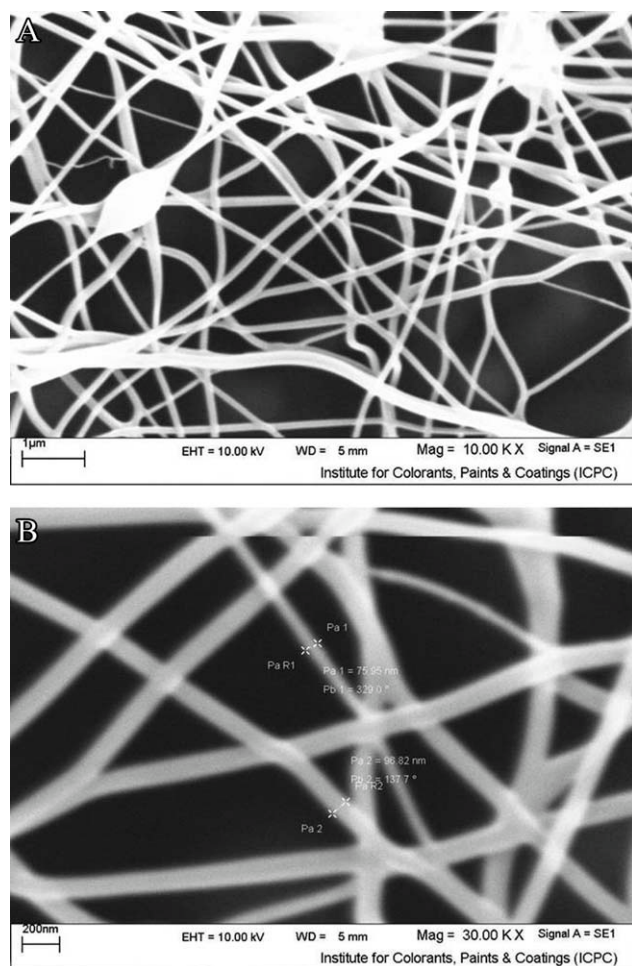 A
1µm
EHT = 10.00 kV WD = 5 mm Mag = 10.00 K X Signal A = SE1
Institute for Colorants, Paints & Coatings (ICPC)
B
Pa 1
Pa R1
Pa 1 = 75.95 nm
Pb 1 = 329.0 °
Pa 2 = 96.82 nm
Pb 2 = 137.7 °
Pa R2
Pa 2
200nm
EHT = 10.00 kV WD = 5 mm Mag = 30.00 K X Signal A = SE1
Institute for Colorants, Paints & Coatings (ICPC)